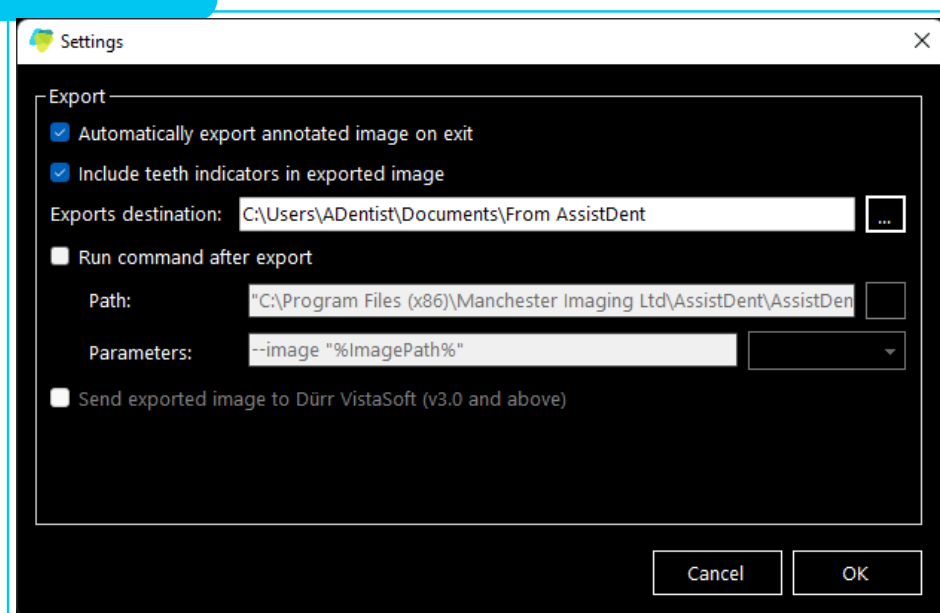 Settings
Export
Automatically export annotated image on exit
Include teeth indicators in exported image
Exports destination: C:\Users\ADentist\Documents\From AssistDent ...
Run command after export
Path: "C:\Program Files (x86)\Manchester Imaging Ltd\AssistDent\AssistDen
Parameters: --image "%ImagePath%"
Send exported image to Dürr VistaSoft (v3.0 and above)
Cancel OK